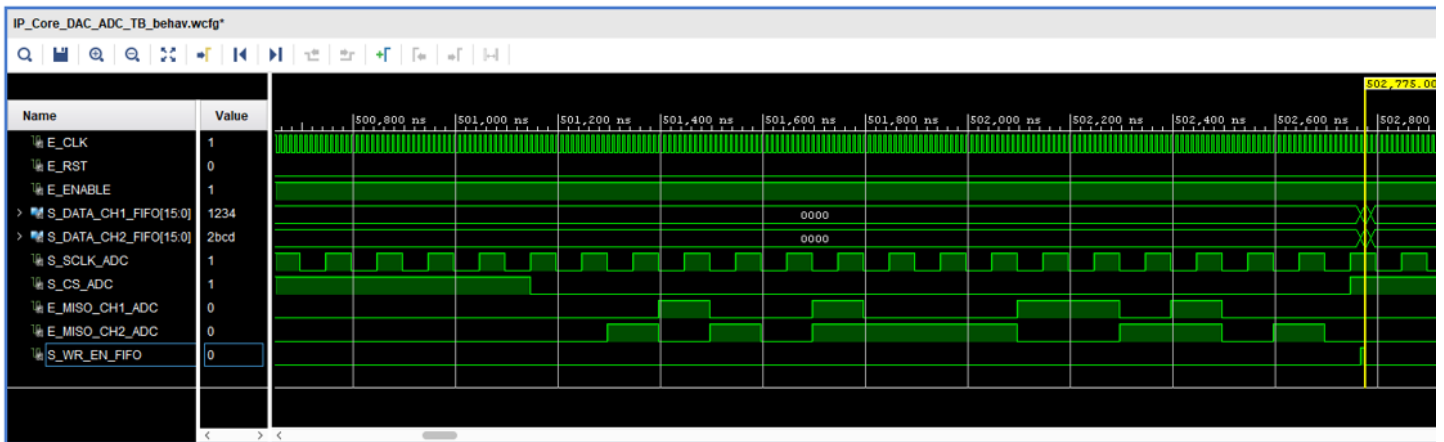 IP_Core_DAC_ADC_TB_behav.wcfg*
502,775.00
Name Value
500,800 ns 501,000 ns 501,200 ns 501,400 ns 501,600 ns 501,800 ns 502,000 ns 502,200 ns 502,400 ns 502,600 ns 502,800
E_CLK 1
E_RST 0
E_ENABLE 1
S_DATA_CH1_FIFO[15:0] 1234 0000
S_DATA_CH2_FIFO[15:0] 2bcd 0000
S_SCLK_ADC 1
S_CS_ADC 1
E_MISO_CH1_ADC 0
E_MISO_CH2_ADC 0
S_WR_EN_FIFO 0